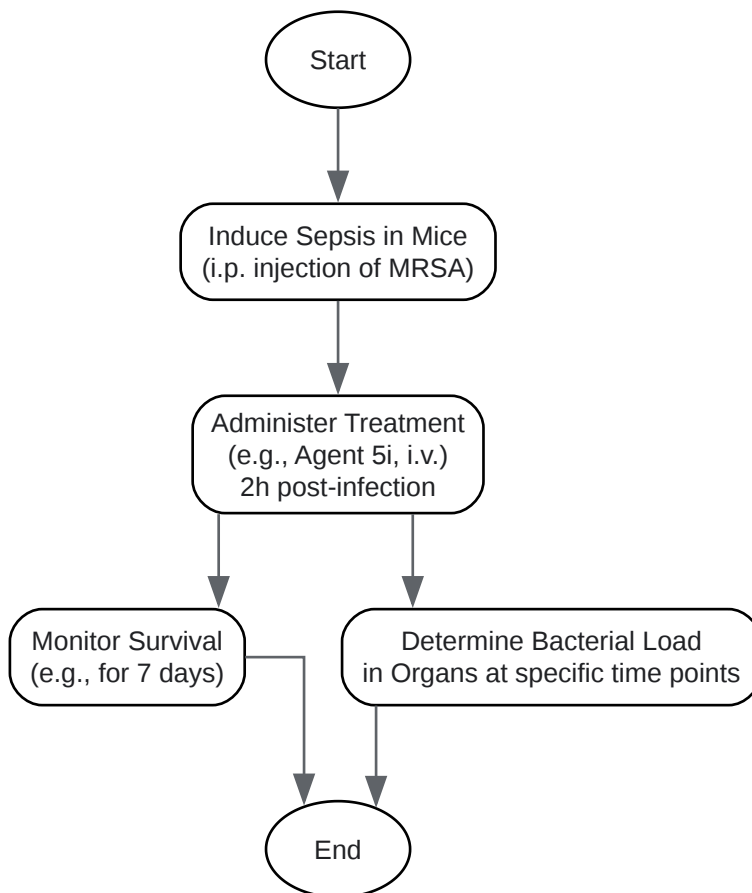 Start
Induce Sepsis in Mice
(i.p. injection of MRSA)
Administer Treatment
(e.g., Agent 5i, i.v.)
2h post-infection
Monitor Survival
(e.g., for 7 days)
Determine Bacterial Load
in Organs at specific time points
End